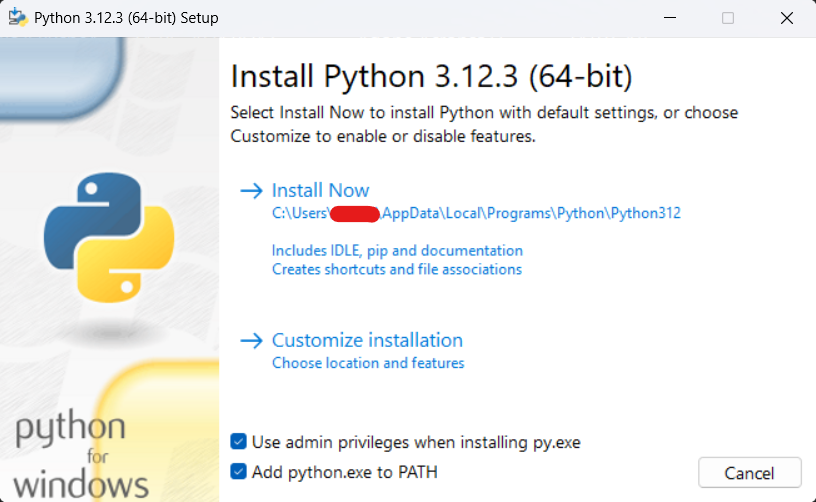 Python 3.12.3 (64-bit) Setup
Install Python 3.12.3 (64-bit)
Select Install Now to install Python with default settings, or choose
Customize to enable or disable features.
Install Now
C:\Users\ AppData\Local\Programs\Python\Python312
Includes IDLE, pip and documentation
Creates shortcuts and file associations
Customize installation
Choose location and features
Use admin privileges when installing py.exe
Add python.exe to PATH
Cancel
python
for
windows